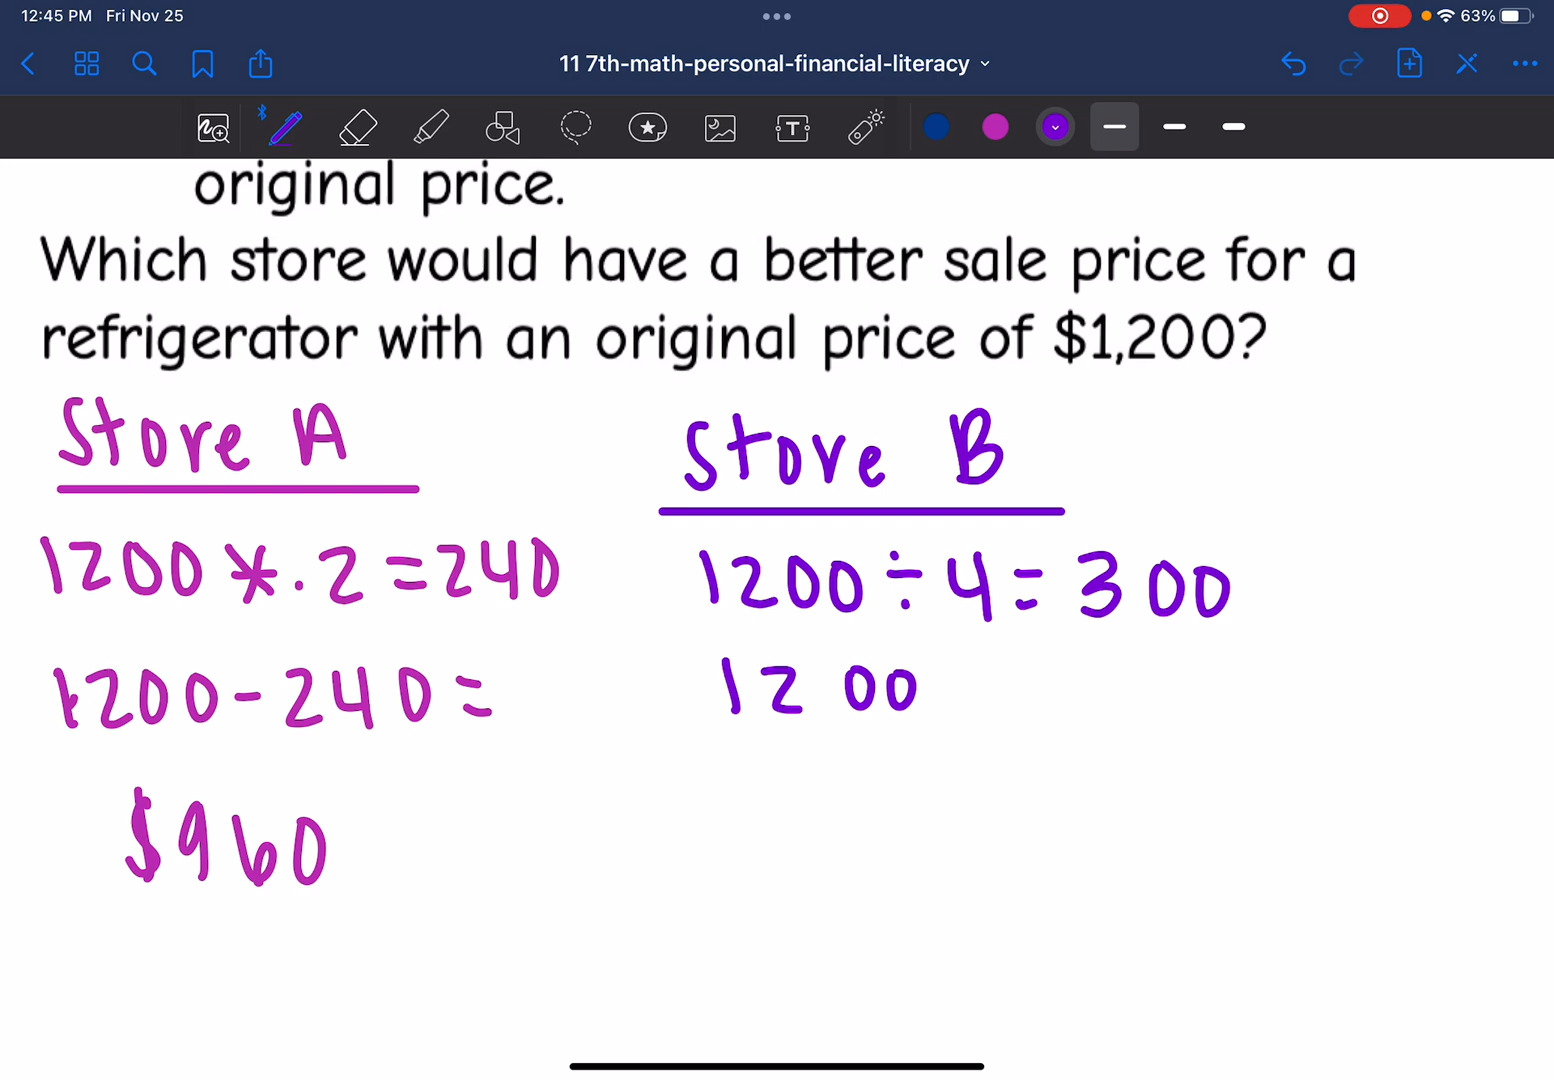 12:45 PM Fri Nov 25
63%
11 7th-math-personal-financial-literacy
T
original price.
Which store would have a better sale price for a
refrigerator with an original price of $1,200?
Store A
1200 * .2 = 240
1200 - 240 =
$960
Store B
1200 ÷ 4 = 300
1200